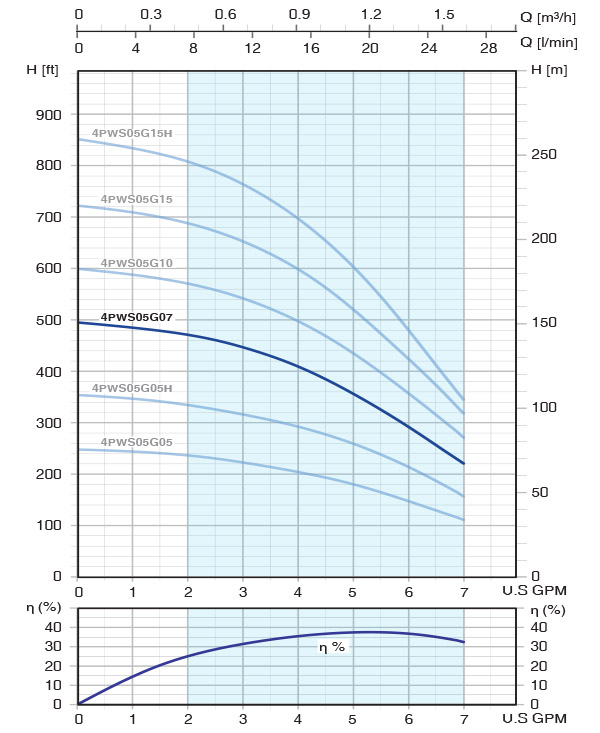 0 0.3 0.6 0.9 1.2 1.5 Q [m³/h]
0 4 8 12 16 20 24 28 Q [l/min]
H [ft] H [m]
900
4PWS05G15H
250
800
4PWS05G15
700
200
4PWS05G10
600
4PWS05G07
500 150
400
4PWS05G05H
100
300
4PWS05G05
200
50
100
0 0
0 1 2 3 4 5 6 7 U.S GPM
η (%) η (%)
40 40
30 η % 30
20 20
10 10
0 0
0 1 2 3 4 5 6 7 U.S GPM